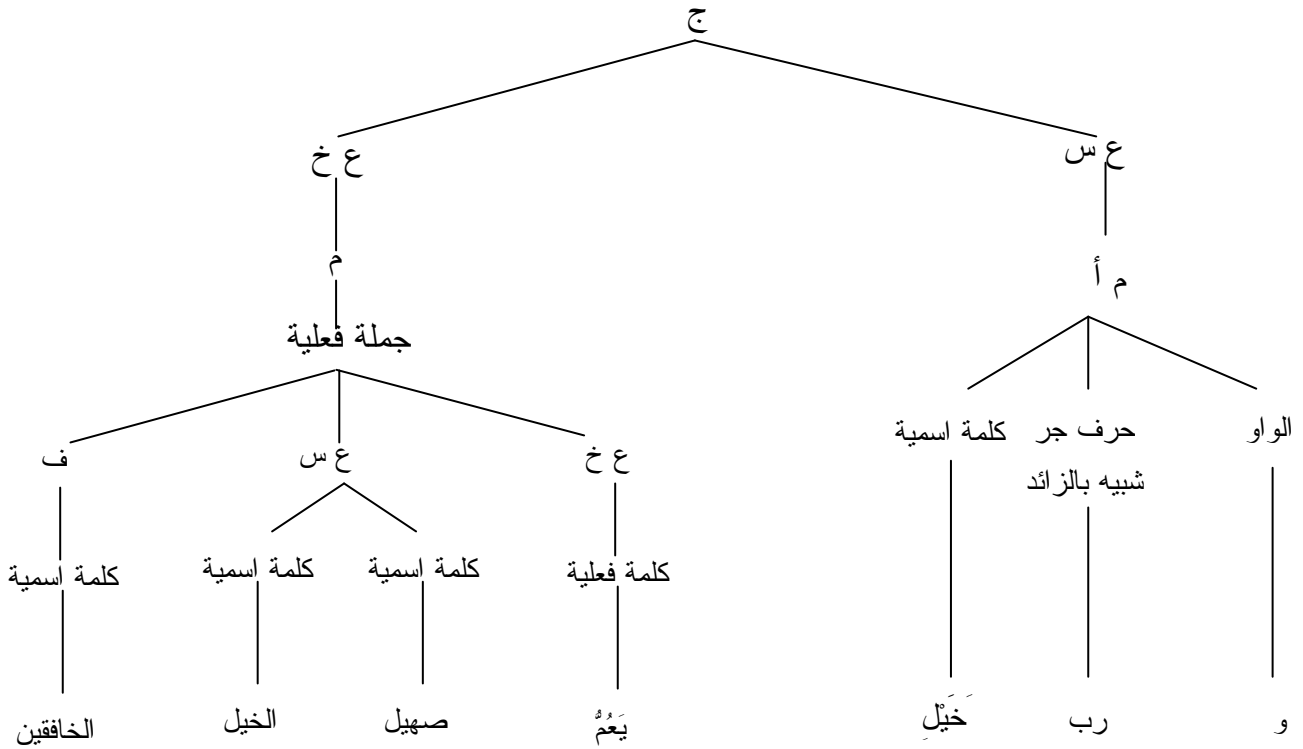 ج
ع س
ع خ
م أ
م
جملة فعلية
الواو
حرف جر
شبيه بالزائد
كلمة اسمية
ع خ
ع س
ف
كلمة فعلية
كلمة اسمية
كلمة اسمية
كلمة اسمية
و
رب
خَيْلِ
يَعُمُّ
صهيل
الخيل
الخافقين